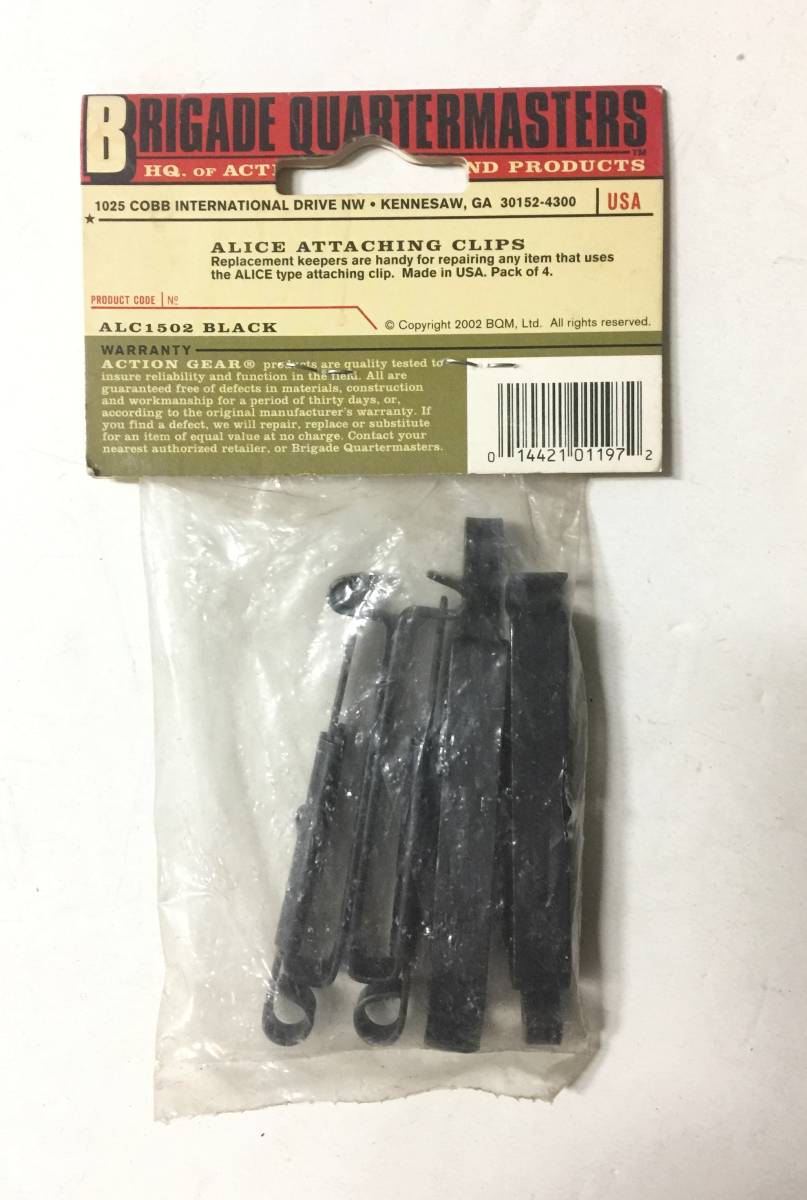 BRIGADE QUARTERMASTERS™
HQ. OF ACTI ND PRODUCTS
1025 COBB INTERNATIONAL DRIVE NW • KENNESAW, GA 30152-4300 USA
ALICE ATTACHING CLIPS
Replacement keepers are handy for repairing any item that uses
the ALICE type attaching clip. Made in USA. Pack of 4.
PRODUCT CODE | Nº
ALC1502 BLACK
© Copyright 2002 BQM, Ltd. All rights reserved.
WARRANTY
ACTION GEAR® products are quality tested to
insure reliability and function in the field. All are
guaranteed free of defects in materials, construction
and workmanship for a period of thirty days, or,
according to the original manufacturer's warranty. If
you find a defect, we will repair, replace or substitute
for an item of equal value at no charge. Contact your
nearest authorized retailer, or Brigade Quartermasters.
0 14421 01197 2